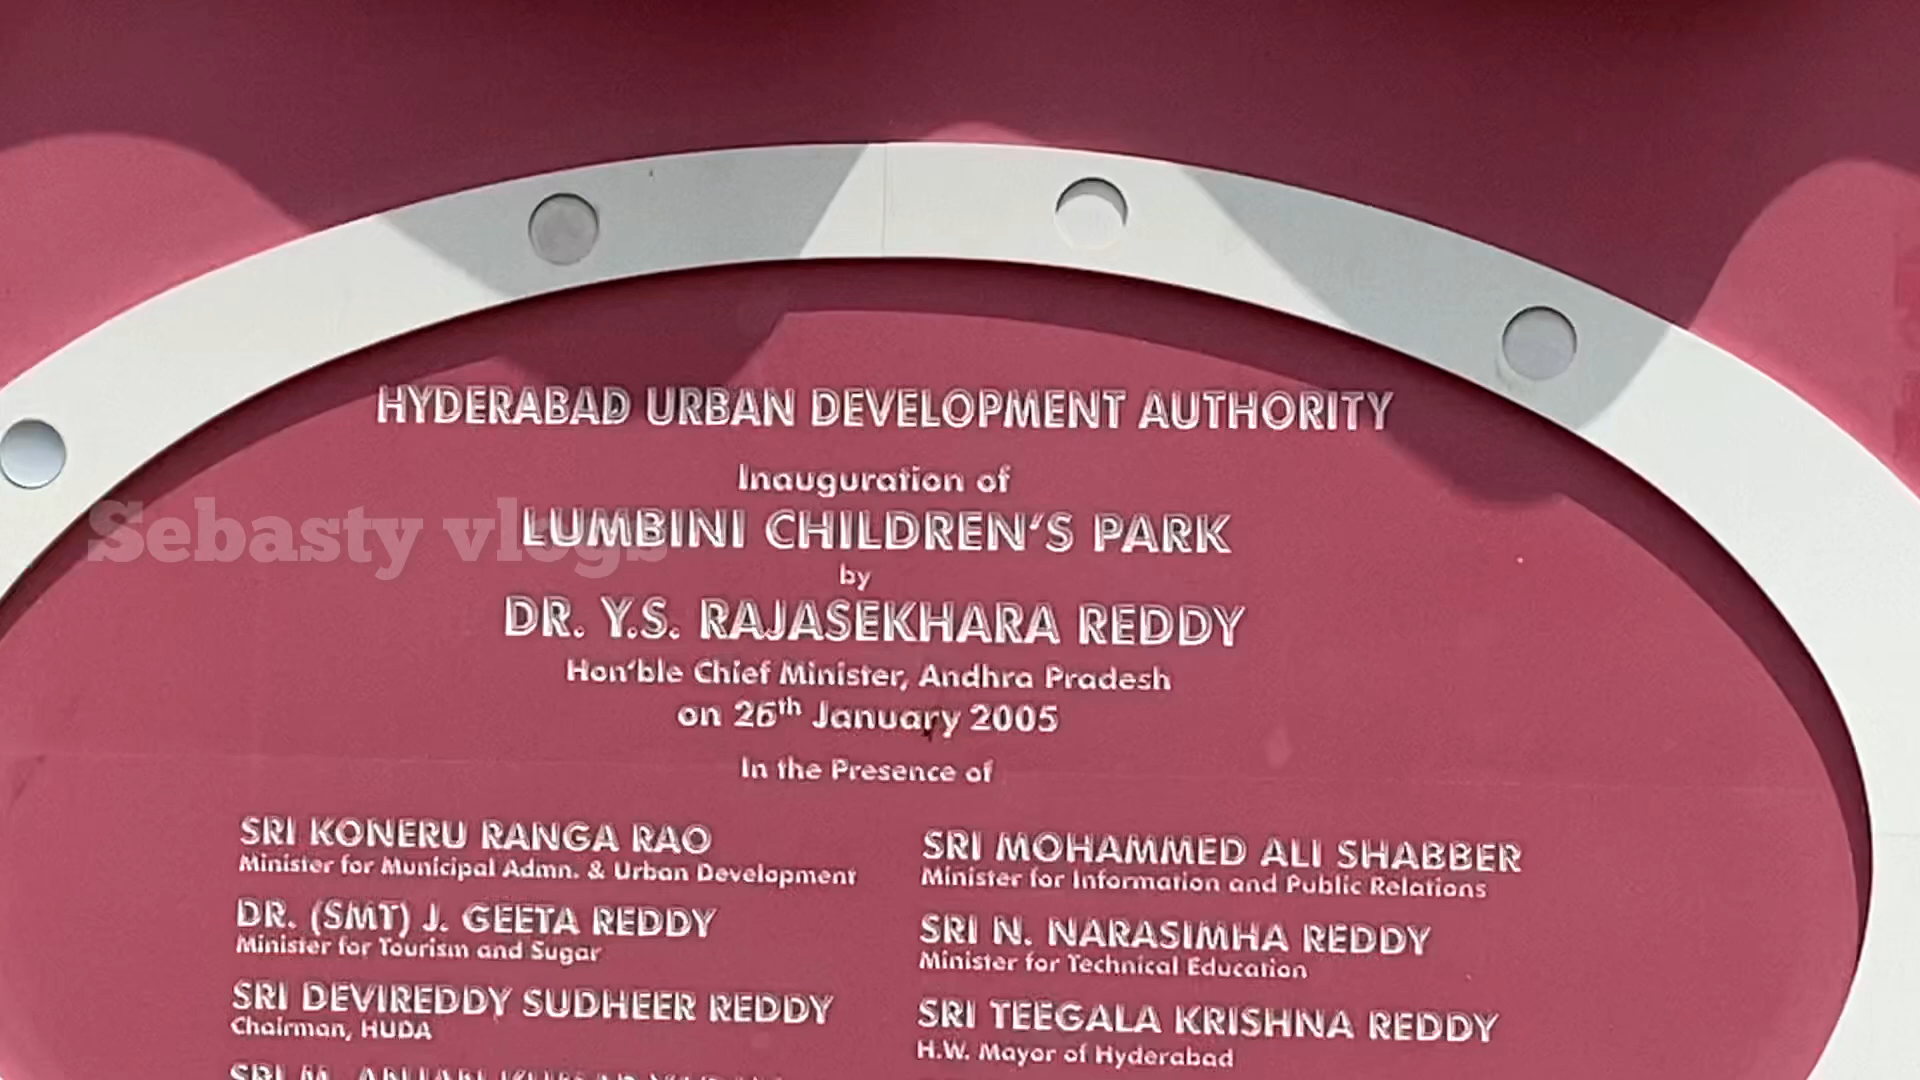 HYDERABAD URBAN DEVELOPMENT AUTHORITY
Inauguration of
LUMBINI CHILDREN'S PARK
by
DR. Y.S. RAJASEKHARA REDDY
Hon'ble Chief Minister, Andhra Pradesh
on 26th January 2005
In the Presence of
SRI KONERU RANGA RAO
Minister for Municipal Admn. & Urban Development
DR. (SMT) J. GEETA REDDY
Minister for Tourism and Sugar
SRI DEVIREDDY SUDHEER REDDY
Chairman, HUDA
SRI M.
SRI MOHAMMED ALI SHABBER
Minister for Information and Public Relations
SRI N. NARASIMHA REDDY
Minister for Technical Education
SRI TEEGALA KRISHNA REDDY
H.W. Mayor of Hyderabad
Sebasty vlogs